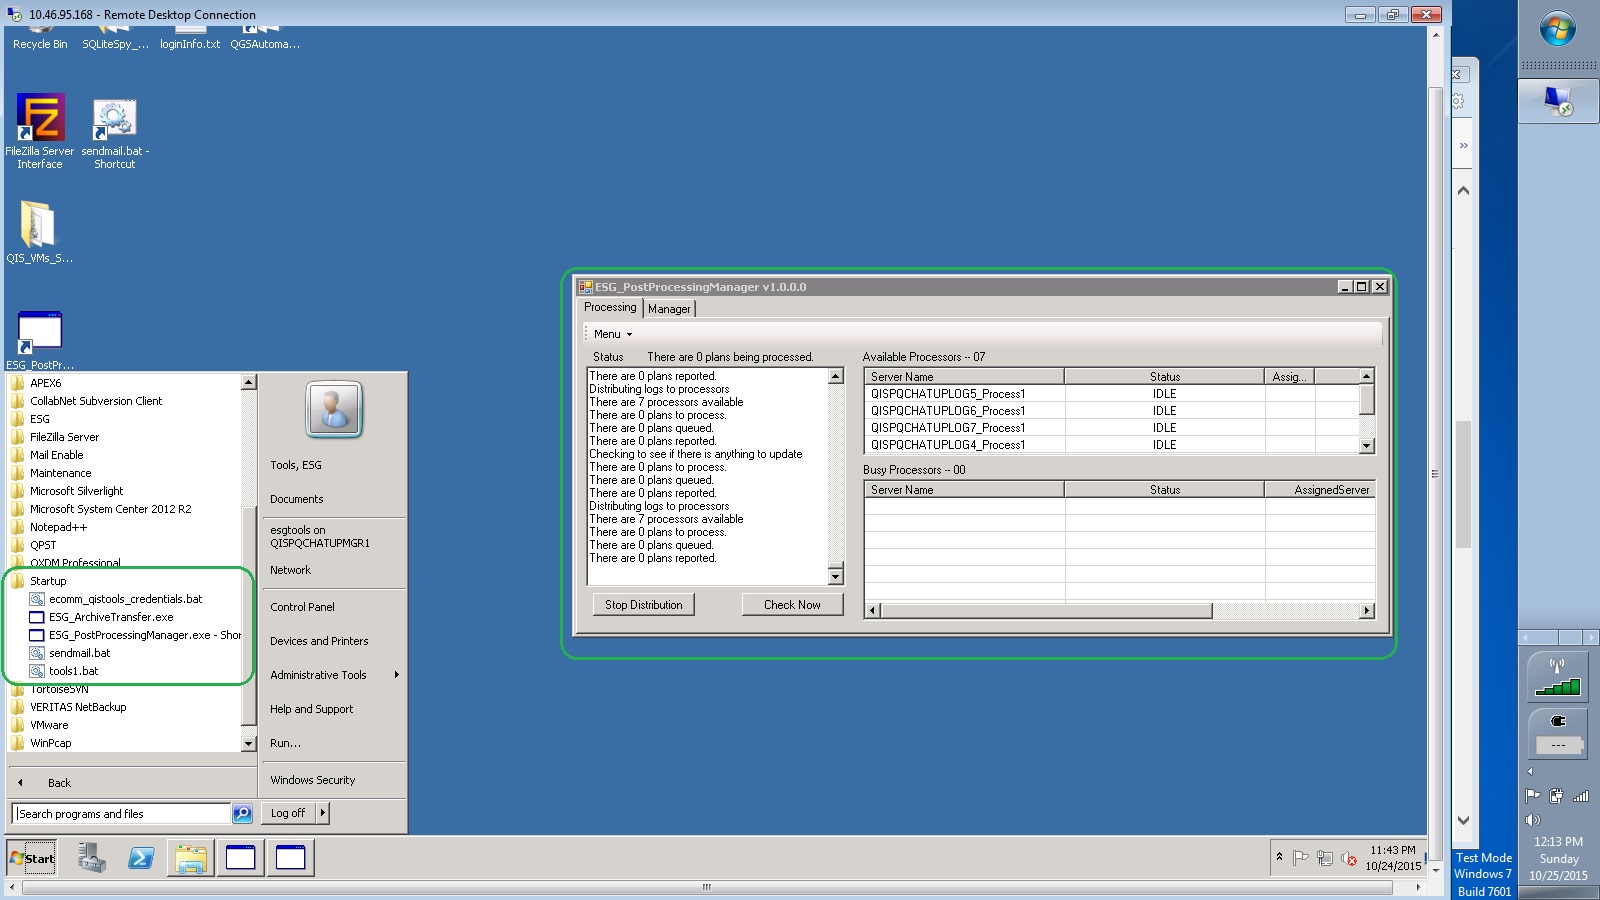 10.46.95.168 - Remote Desktop Connection
Recycle Bin
SQLiteSpy_...
loginInfo.txt
QGSAutoma...
FileZilla Server
Interface
sendmail.bat -
Shortcut
QIS_VMs_S...
ESG_PostPr...
APEX6
CollabNet Subversion Client
ESG
FileZilla Server
Mail Enable
Maintenance
Microsoft Silverlight
Microsoft System Center 2012 R2
Notepad++
QPST
QXDM Professional
Startup
ecomm_qistools_credentials.bat
ESG_ArchiveTransfer.exe
ESG_PostProcessingManager.exe - Shor
sendmail.bat
tools1.bat
TortoiseSVN
VERITAS NetBackup
VMware
WinPcap
Back
Search programs and files
Tools, ESG
Documents
esgtools on
QISPQCHATUPMGR1
Network
Control Panel
Devices and Printers
Administrative Tools
Help and Support
Run...
Windows Security
Log off
ESG_PostProcessingManager v1.0.0.0
Processing
Manager
Menu
Status
There are 0 plans being processed.
There are 0 plans reported.
Distributing logs to processors
There are 7 processors available
There are 0 plans to process.
There are 0 plans queued.
There are 0 plans reported.
Checking to see if there is anything to update
There are 0 plans to process.
There are 0 plans queued.
There are 0 plans reported.
Distributing logs to processors
There are 7 processors available
There are 0 plans to process.
There are 0 plans queued.
There are 0 plans reported.
Stop Distribution
Check Now
Available Processors -- 07
Server Name Status Assig...
QISPQCHATUPLOG5_Process1 IDLE
QISPQCHATUPLOG6_Process1 IDLE
QISPQCHATUPLOG7_Process1 IDLE
QISPQCHATUPLOG4_Process1 IDLE
Busy Processors -- 00
Server Name Status AssignedServer
Start
11:43 PM
10/24/2015
Test Mode
Windows 7
Build 7601
12:13 PM
Sunday
10/25/2015